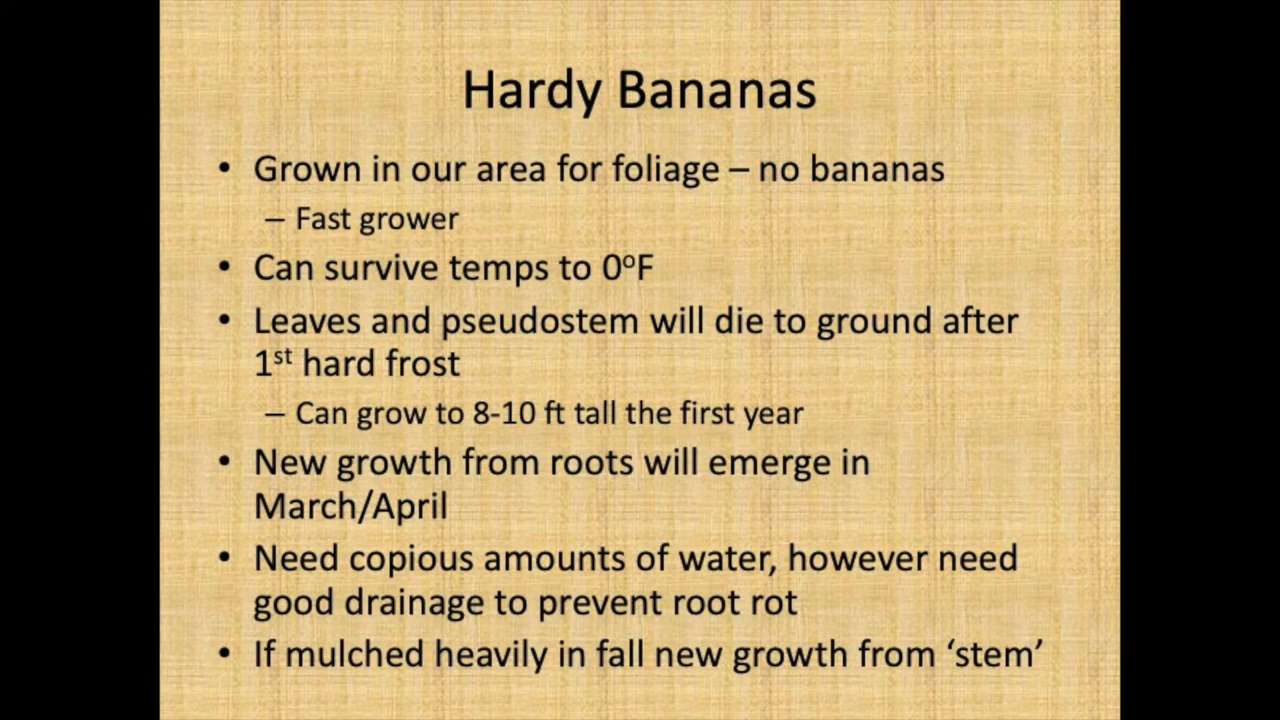 Hardy Bananas
• Grown in our area for foliage – no bananas
– Fast grower
• Can survive temps to 0ºF
• Leaves and pseudostem will die to ground after
1st hard frost
– Can grow to 8-10 ft tall the first year
• New growth from roots will emerge in
March/April
• Need copious amounts of water, however need
good drainage to prevent root rot
• If mulched heavily in fall new growth from ‘stem’